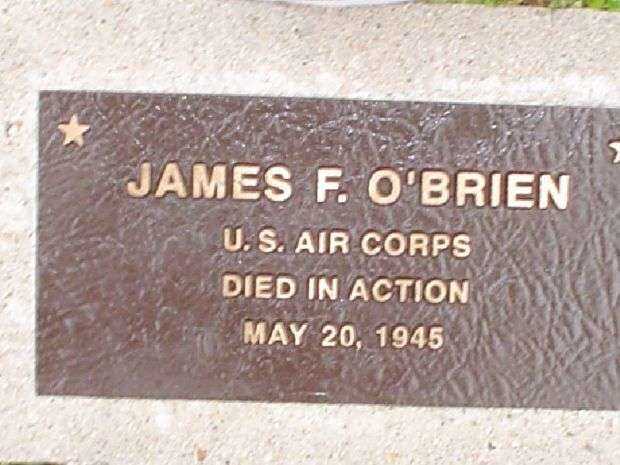 JAMES F. O'BRIEN
U.S. AIR CORPS
DIED IN ACTION
MAY 20, 1945